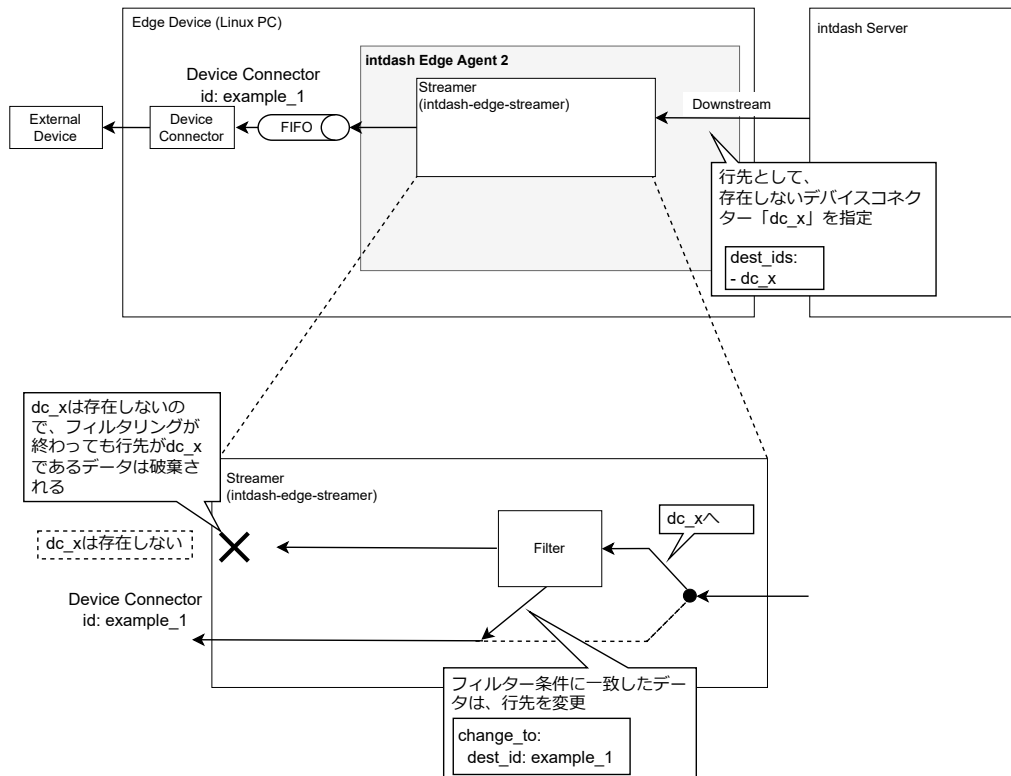 Edge Device (Linux PC)
intdash Server
intdash Edge Agent 2
Device Connector
id: example_1
Streamer
(intdash-edge-streamer)
Downstream
External
Device
Device
Connector
FIFO
行先として、
存在しないデバイスコネク
ター「dc_x」を指定
dest_ids:
- dc_x
dc_xは存在しないの
で、フィルタリングが
終わっても行先がdc_x
であるデータは破棄さ
れる
Streamer
(intdash-edge-streamer)
dc_xへ
dc_xは存在しない
Filter
Device Connector
id: example_1
フィルター条件に一致したデー
タは、行先を変更
change_to:
dest_id: example_1